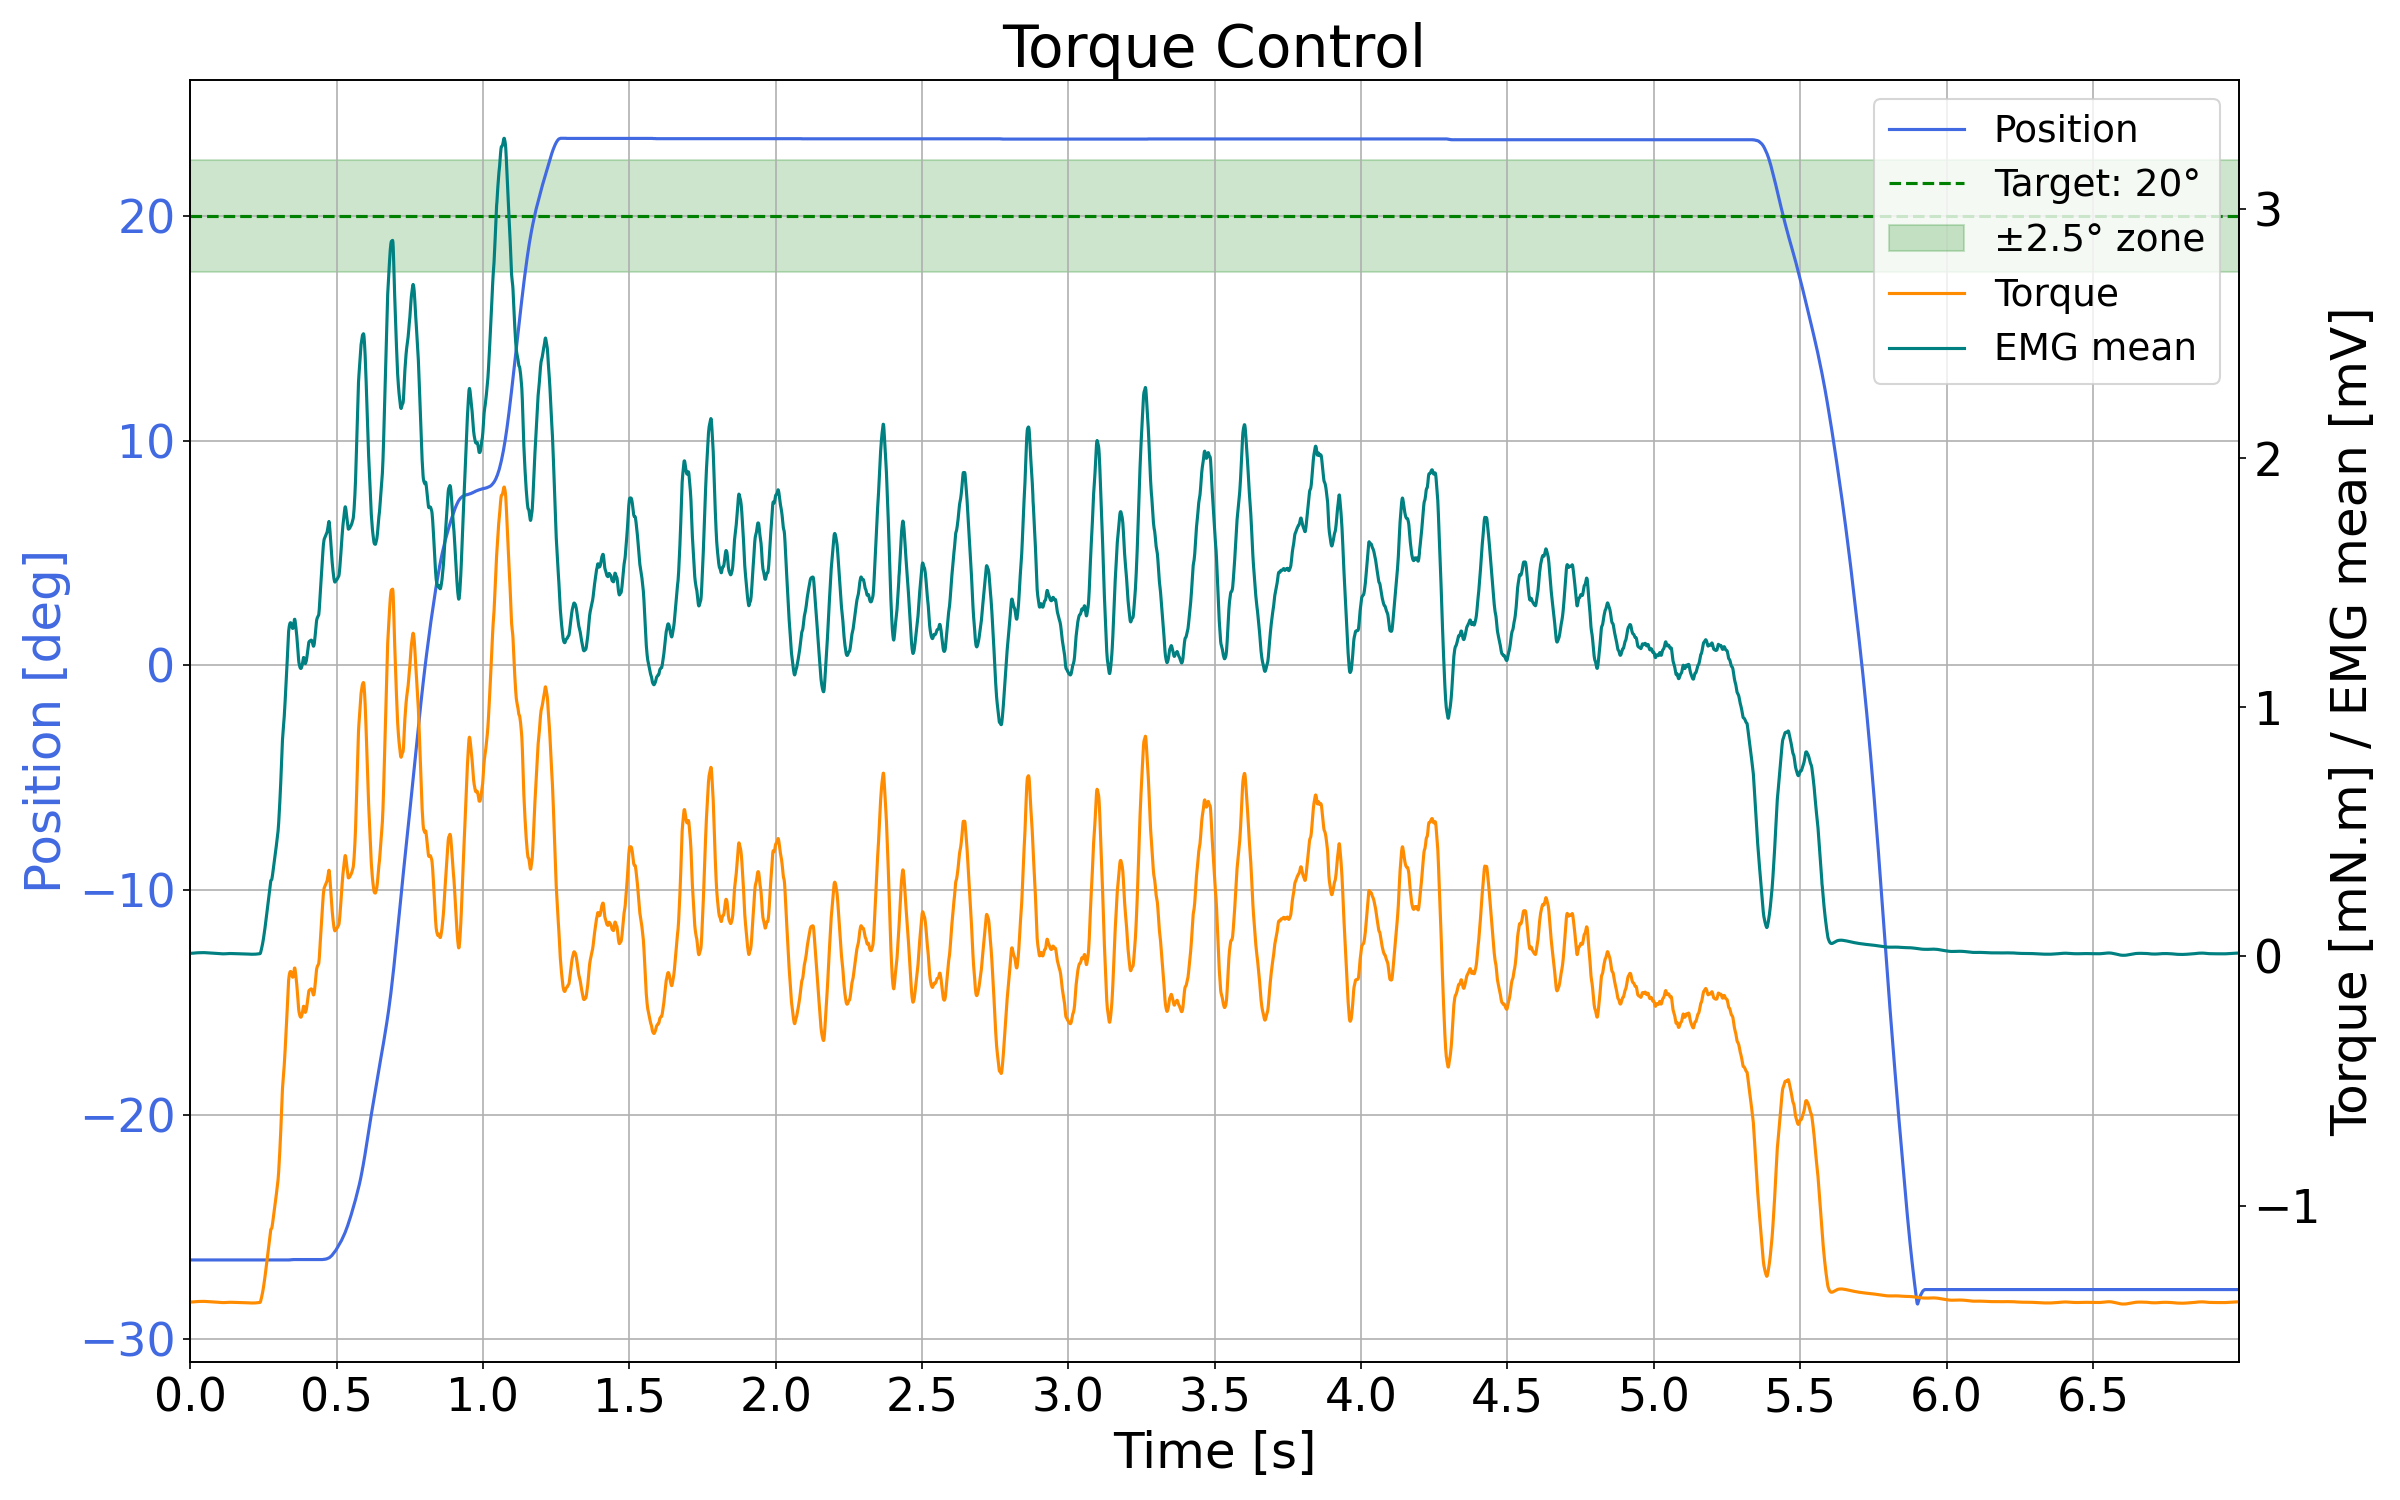 Torque Control
Position [deg]
20
10
0
−10
−20
−30
Position
Target: 20°
±2.5° zone
Torque
EMG mean
3
2
1
0
−1
Torque [mN.m] / EMG mean [mV]
0.0 0.5 1.0 1.5 2.0 2.5 3.0 3.5 4.0 4.5 5.0 5.5 6.0 6.5
Time [s]